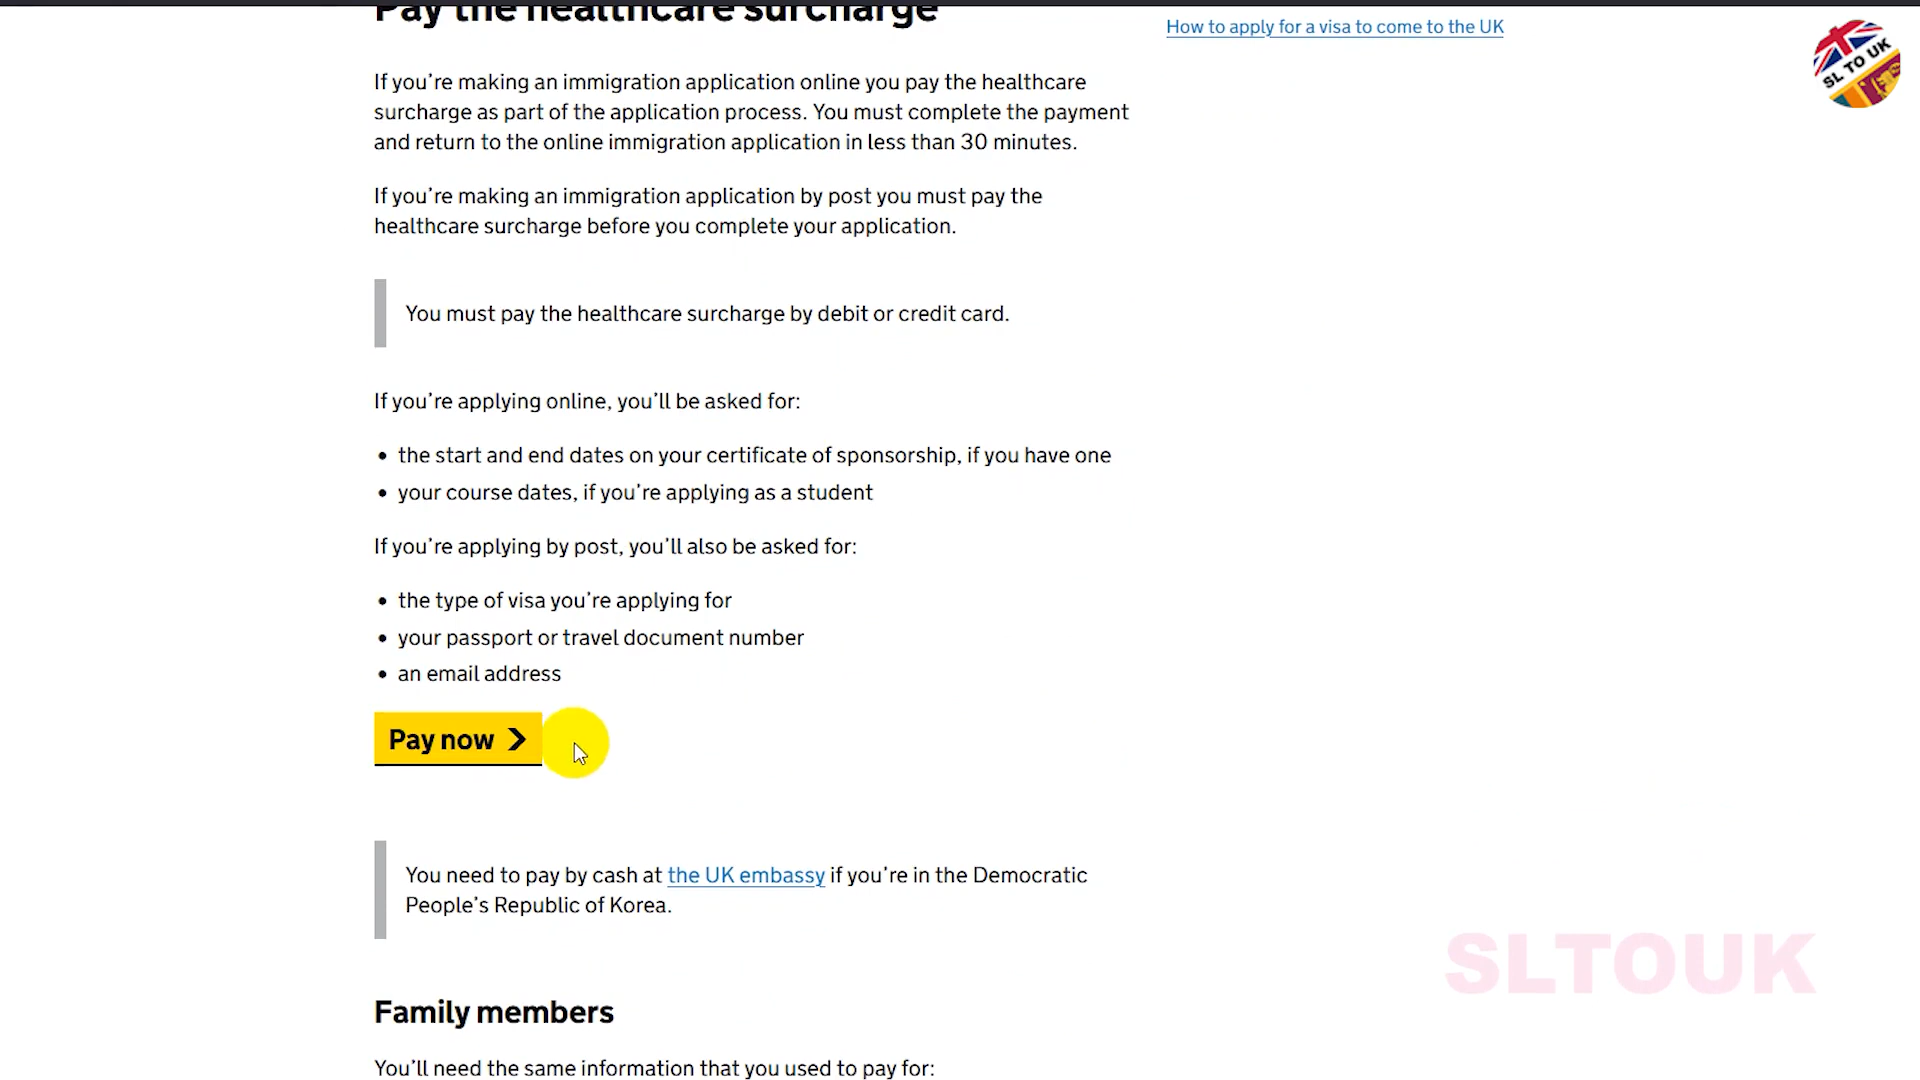 Pay the healthcare surcharge
How to apply for a visa to come to the UK
SL TO UK
If you’re making an immigration application online you pay the healthcare
surcharge as part of the application process. You must complete the payment
and return to the online immigration application in less than 30 minutes.
If you’re making an immigration application by post you must pay the
healthcare surcharge before you complete your application.
You must pay the healthcare surcharge by debit or credit card.
If you’re applying online, you’ll be asked for:
• the start and end dates on your certificate of sponsorship, if you have one
• your course dates, if you’re applying as a student
If you’re applying by post, you’ll also be asked for:
• the type of visa you’re applying for
• your passport or travel document number
• an email address
Pay now
You need to pay by cash at the UK embassy if you’re in the Democratic
People’s Republic of Korea.
SLTOUK
Family members
You’ll need the same information that you used to pay for: